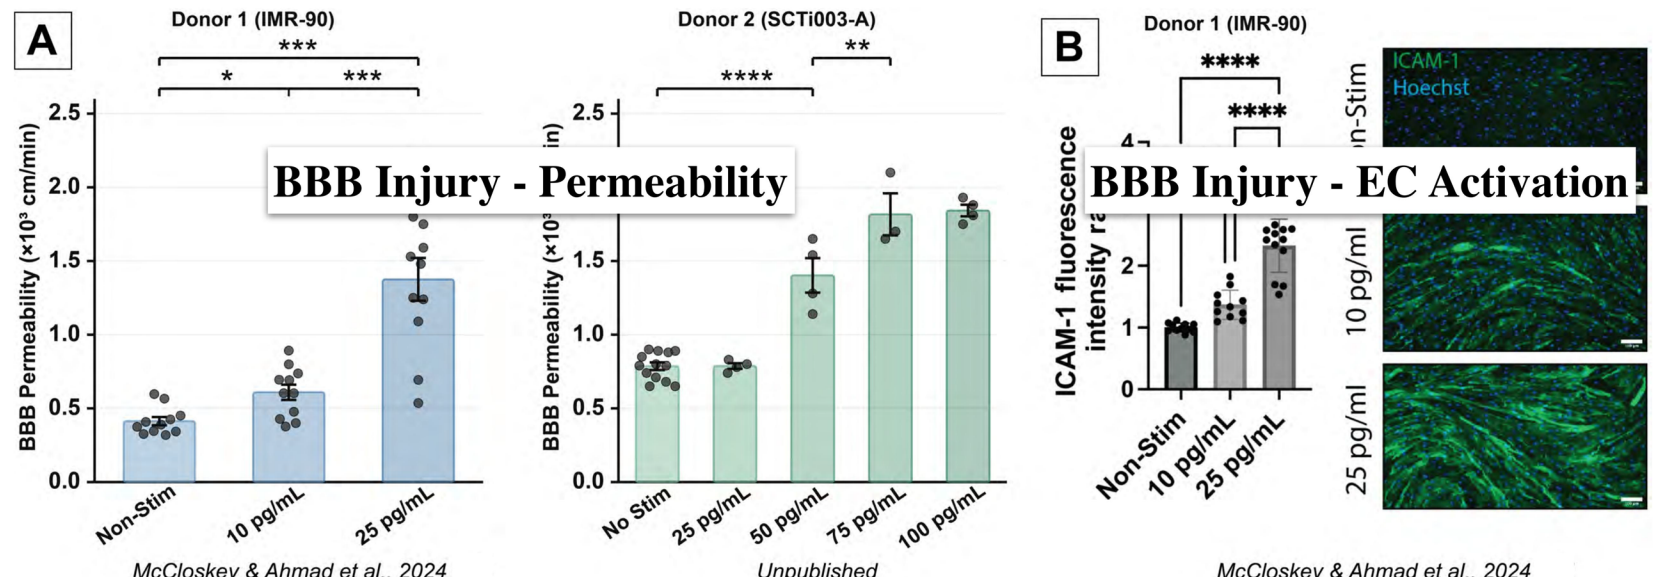 A
Donor 1 (IMR-90)
***
*
***
BBB Permeability (×10³ cm/min)
2.5
2.0
1.5
1.0
0.5
0.0
Non-Stim
10 pg/mL
25 pg/mL
McCloskey & Ahmad et al., 2024
BBB Injury - Permeability
Donor 2 (SCTi003-A)
**
****
BBB Permeability (×10³ in)
2.5
1.5
1.0
0.5
0.0
No Stim
25 pg/mL
50 pg/mL
75 pg/mL
100 pg/mL
Unpublished
B
Donor 1 (IMR-90)
****
****
BBB Injury - EC Activation
ICAM-1 fluorescence
intensity ra
4
2
1
0
Non-Stim
10 pg/mL
25 pg/mL
ICAM-1
Hoechst
on-Stim
10 pg/ml
25 pg/ml
McCloskey & Ahmad et al., 2024